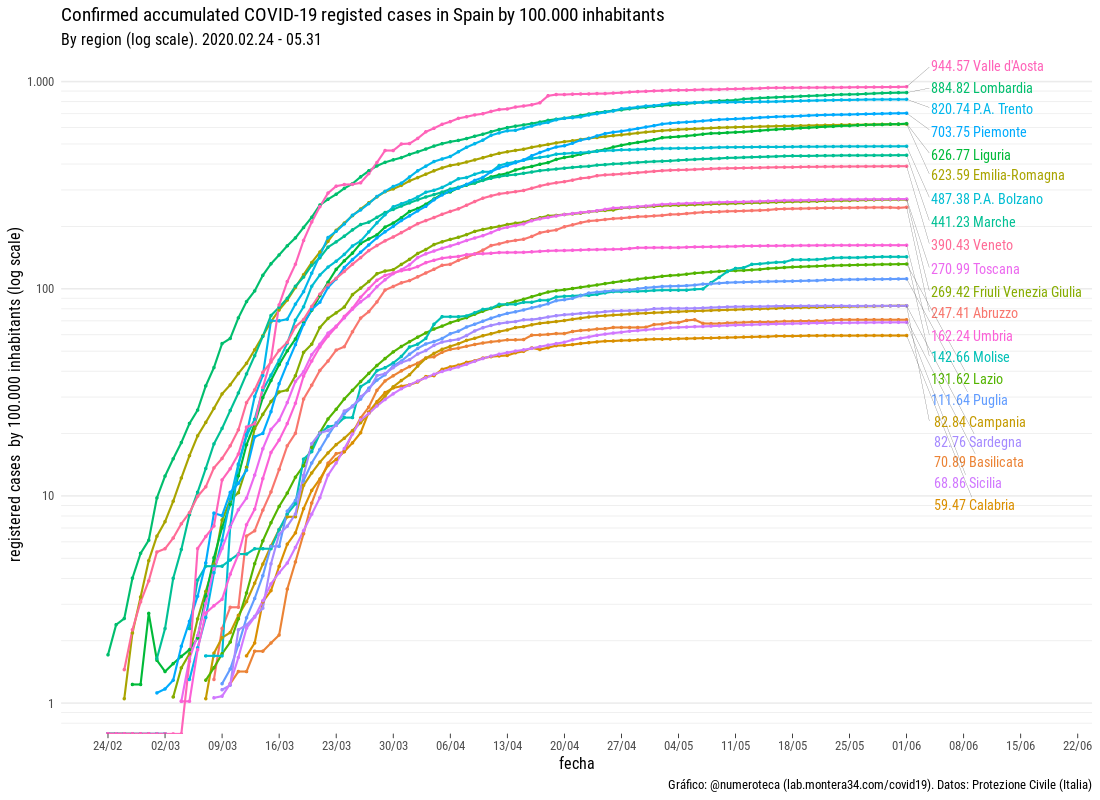 Confirmed accumulated COVID-19 registed cases in Spain by 100.000 inhabitants
By region (log scale). 2020.02.24 - 05.31
registered cases by 100.000 inhabitants (log scale)
1.000
100
10
1
944.57 Valle d'Aosta
884.82 Lombardia
820.74 P.A. Trento
703.75 Piemonte
626.77 Liguria
623.59 Emilia-Romagna
487.38 P.A. Bolzano
441.23 Marche
390.43 Veneto
270.99 Toscana
269.42 Friuli Venezia Giulia
247.41 Abruzzo
162.24 Umbria
142.66 Molise
131.62 Lazio
111.64 Puglia
82.84 Campania
82.76 Sardegna
70.89 Basilicata
68.86 Sicilia
59.47 Calabria
24/02 02/03 09/03 16/03 23/03 30/03 06/04 13/04 20/04 27/04 04/05 11/05 18/05 25/05 01/06 08/06 15/06 22/06
fecha
Gráfico: @numeroteca (lab.montera34.com/covid19). Datos: Protezione Civile (Italia)